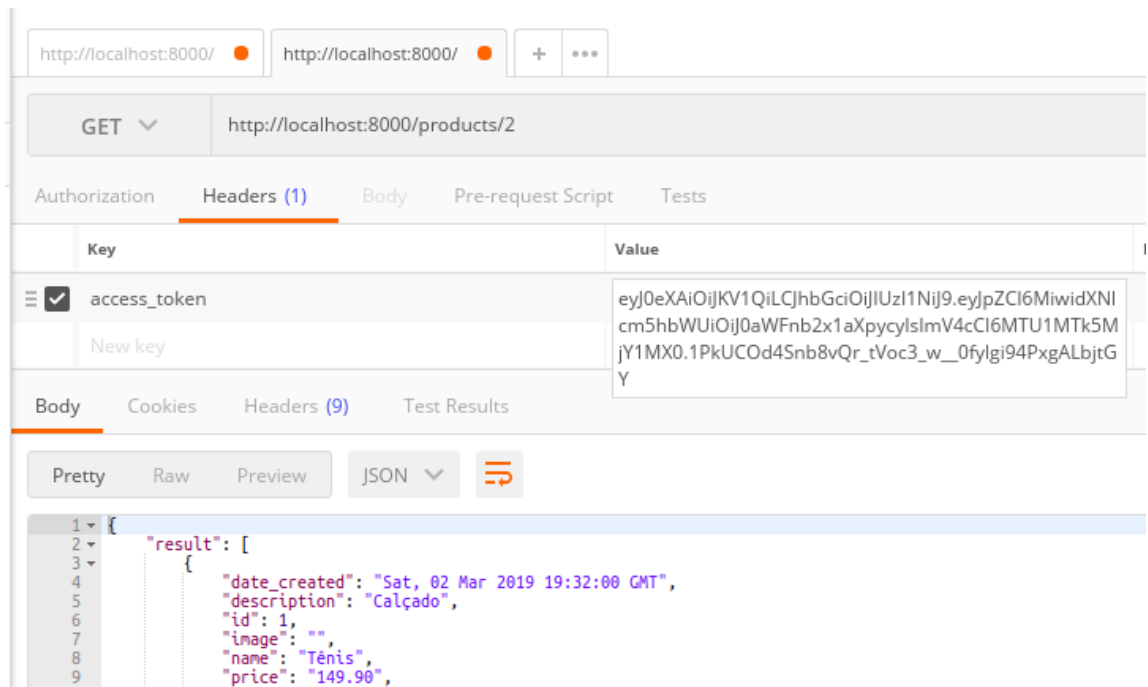 http://localhost:8000/ http://localhost:8000/ + •••
GET http://localhost:8000/products/2
Authorization Headers (1) Body Pre-request Script Tests
Key Value
access_token
eyJ0eXAiOiJKV1QiLCJhbGciOiJIUzI1NiJ9.eyJpZCI6MiwidXNl
cm5hbWUiOiJ0aWFnb2x1aXpycyIsImV4cCI6MTU1MTk5M
jY1MX0.1PkUCOd4Snb8vQr_tVoc3_w__0fylgi94PxgALbjtG
Y
New key
Body Cookies Headers (9) Test Results
Pretty Raw Preview JSON
1 {
2 "result": [
3 {
4 "date_created": "Sat, 02 Mar 2019 19:32:00 GMT",
5 "description": "Calçado",
6 "id": 1,
7 "image": "",
8 "name": "Tênis",
9 "price": "149.90",